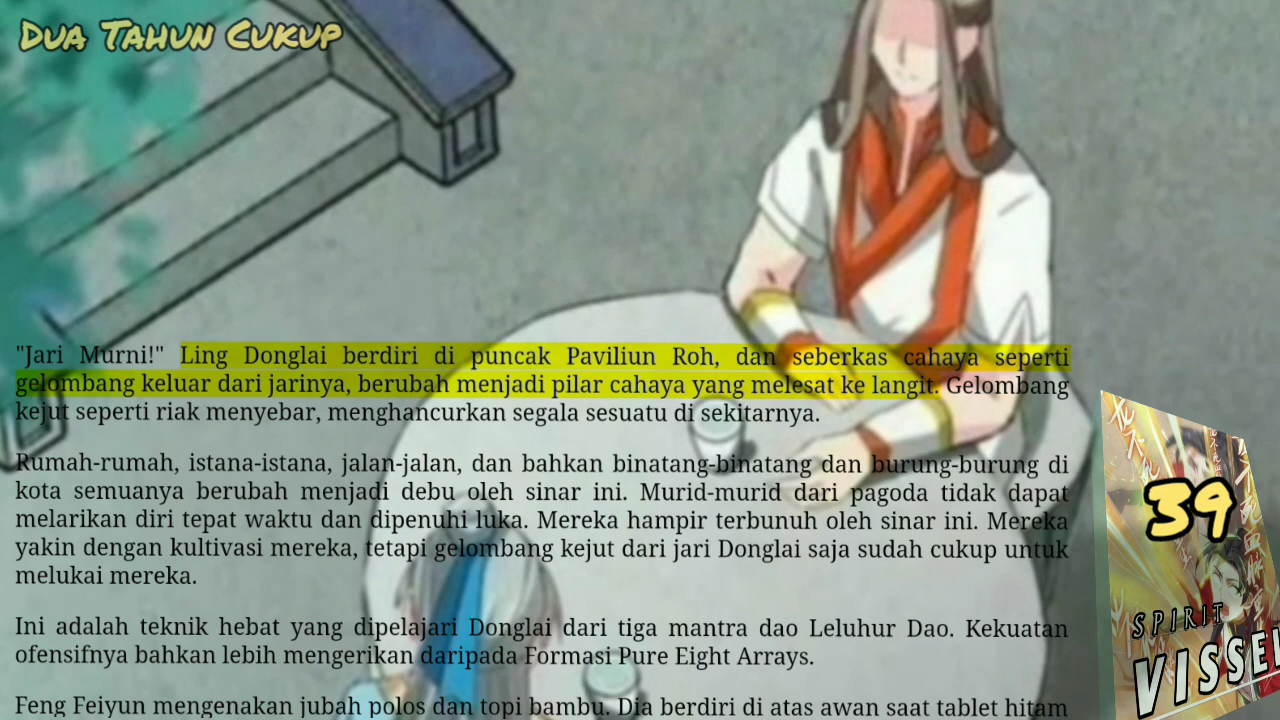 Dua Tahun Cukup
"Jari Murni!" Ling Donglai berdiri di puncak Paviliun Roh, dan seberkas cahaya seperti
gelombang keluar dari jarinya, berubah menjadi pilar cahaya yang melesat ke langit. Gelombang
kejut seperti riak menyebar, menghancurkan segala sesuatu di sekitarnya.
Rumah-rumah, istana-istana, jalan-jalan, dan bahkan binatang-binatang dan burung-burung di
kota semuanya berubah menjadi debu oleh sinar ini. Murid-murid dari pagoda tidak dapat
melarikan diri tepat waktu dan dipenuhi luka. Mereka hampir terbunuh oleh sinar ini. Mereka
yakin dengan kultivasi mereka, tetapi gelombang kejut dari jari Donglai saja sudah cukup untuk
melukai mereka.
Ini adalah teknik hebat yang dipelajari Donglai dari tiga mantra dao Leluhur Dao. Kekuatan
ofensifnya bahkan lebih mengerikan daripada Formasi Pure Eight Arrays.
Feng Feiyun mengenakan jubah polos dan topi bambu. Dia berdiri di atas awan saat tablet hitam
39
SPIRIT
VISSEL